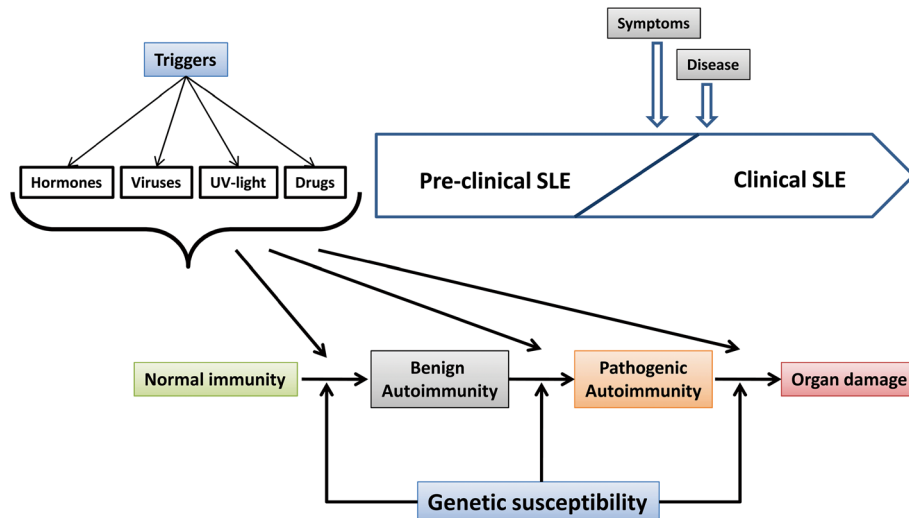 Symptoms
Triggers
Disease
Hormones
Viruses
UV-light
Drugs
Pre-clinical SLE
Clinical SLE
Normal immunity
Benign
Autoimmunity
Pathogenic
Autoimmunity
Organ damage
Genetic susceptibility